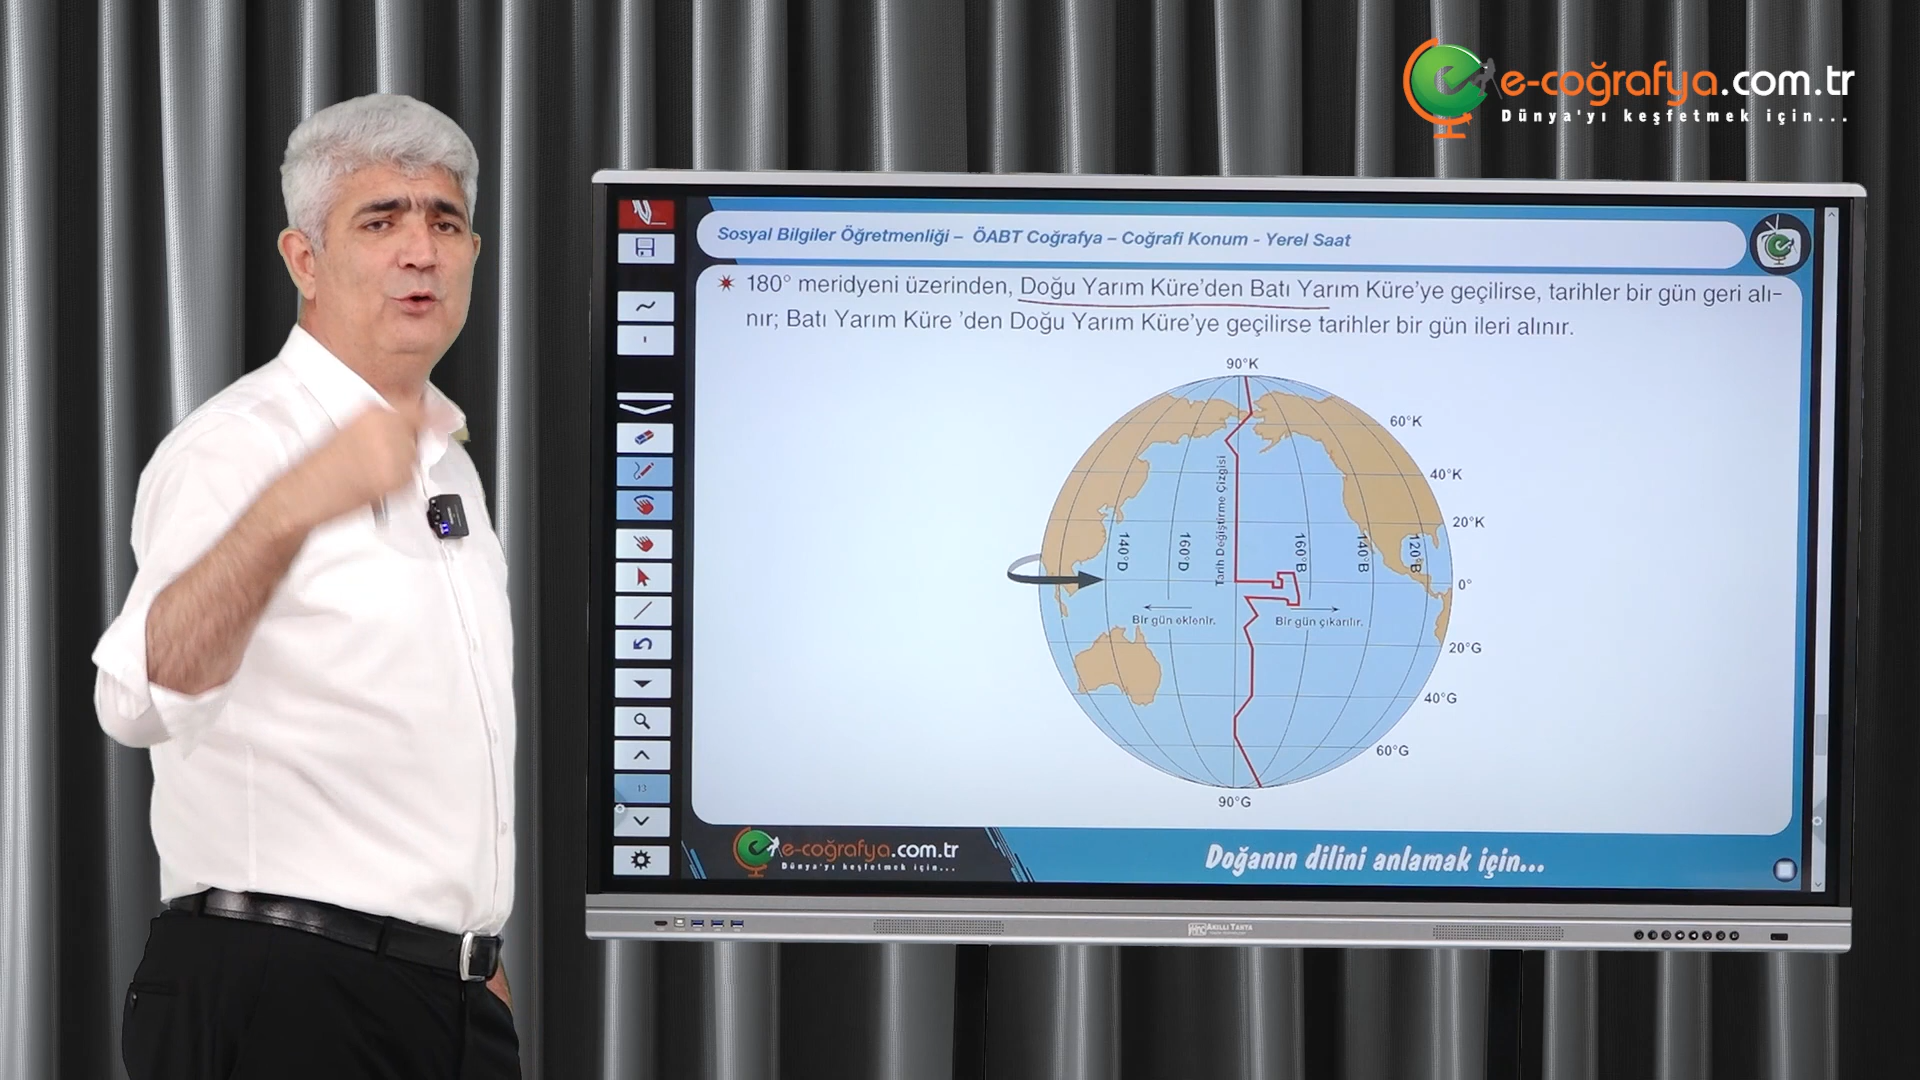 e-coğrafya.com.tr
Dünya'yı keşfetmek için...
Sosyal Bilgiler Öğretmenliği – ÖABT Coğrafya – Coğrafi Konum - Yerel Saat
180° meridyeni üzerinden, Doğu Yarım Küre'den Batı Yarım Küre'ye geçilirse, tarihler bir gün geri alı-
nır; Batı Yarım Küre 'den Doğu Yarım Küre'ye geçilirse tarihler bir gün ileri alınır.
90°K
60°K
40°K
20°K
Tarih Değiştirme Çizgisi
140°D
160°D
160°B
140°B
120°B
0°
Bir gün eklenir.
Bir gün çıkarılır.
20°G
40°G
60°G
90°G
13
e-coğrafya.com.tr
Dünya'yı keşfetmek için...
Doğanın dilini anlamak için...
AKILLI TAHTA